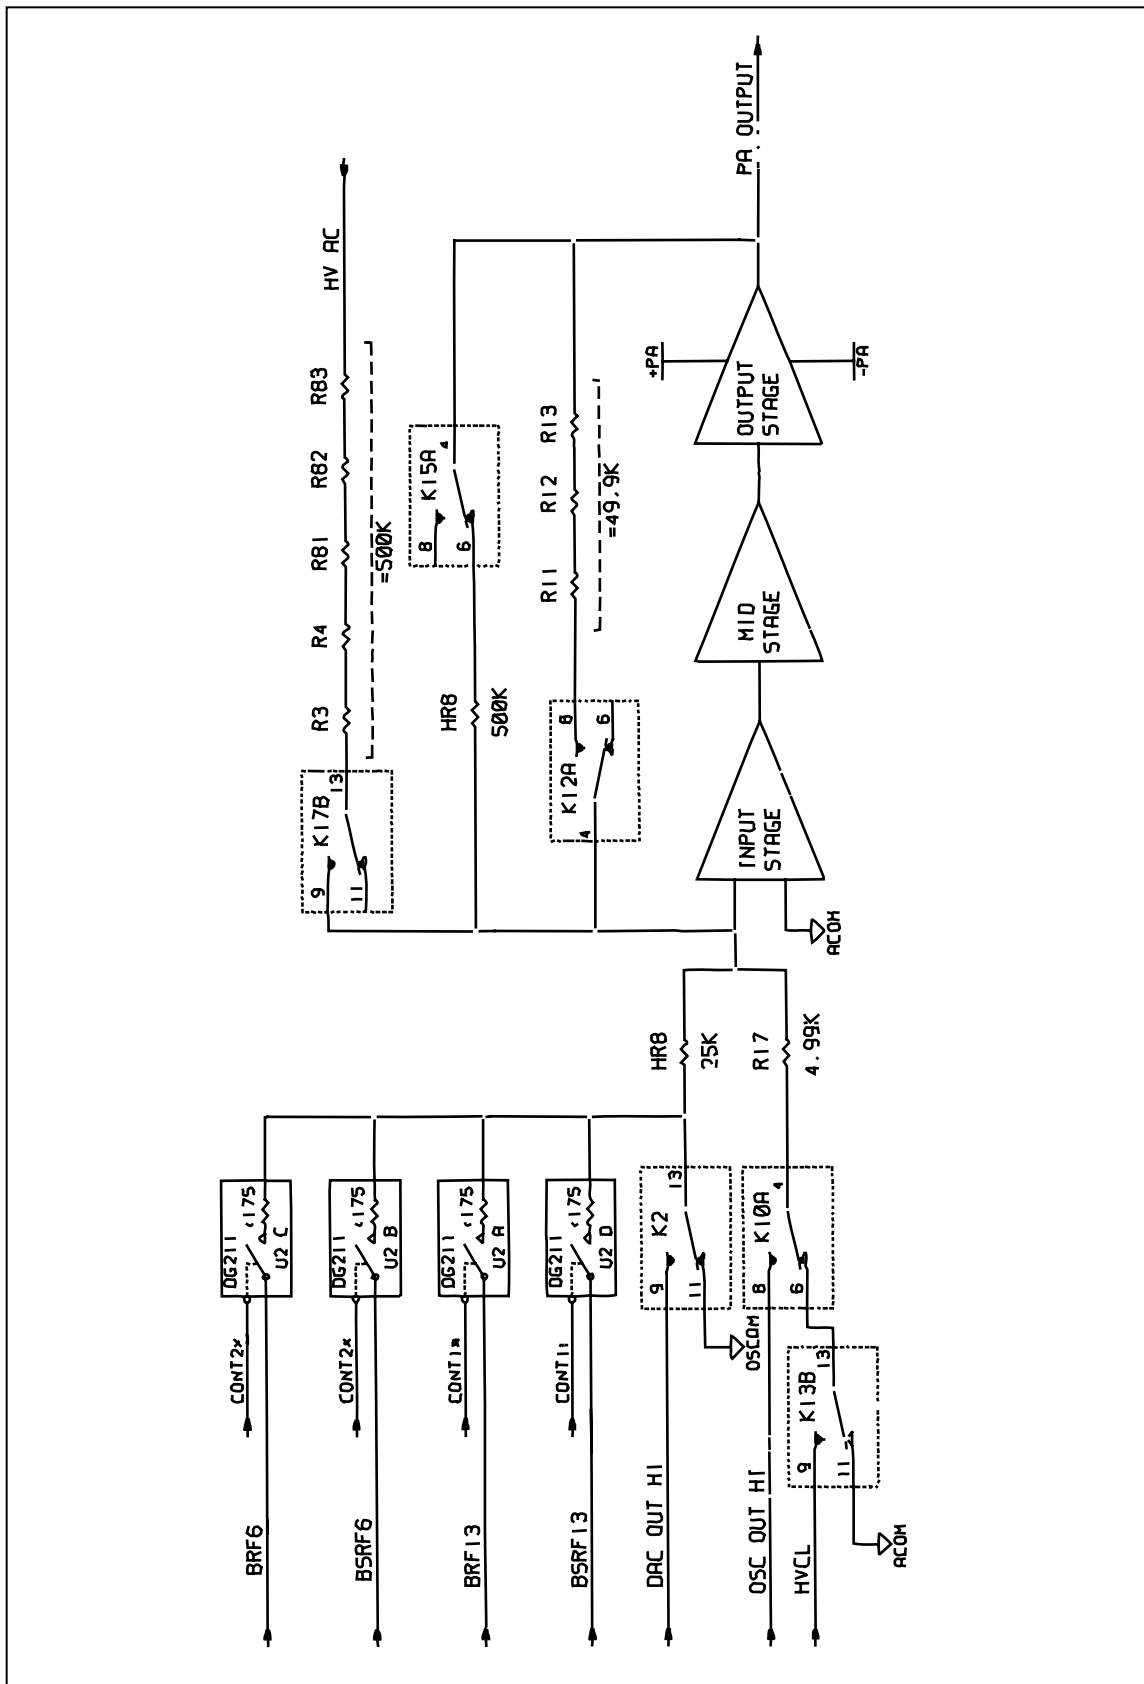 HV AC
R3
R4
R81
R82
R83
=500K
K17B
13
9
11
K15A
4
8
6
HR8
500K
R11
R12
R13
=49.9K
K12A
8
6
4
PA OUTPUT
+PA
-PA
OUTPUT
STAGE
MID
STAGE
INPUT
STAGE
ACOM
HR8
25K
R17
4.99K
DG211
<175
U2 C
CONT2*
BRF6
DG211
<175
U2 B
CONT2*
BSRF6
DG211
<175
U2 A
CONT1*
BRF13
DG211
<175
U2 D
CONT1*
BSRF13
K2
13
9
11
OSCOM
DAC OUT HI
K10A
4
8
6
OSC OUT HI
K13B
13
9
11
HVCL
ACOM